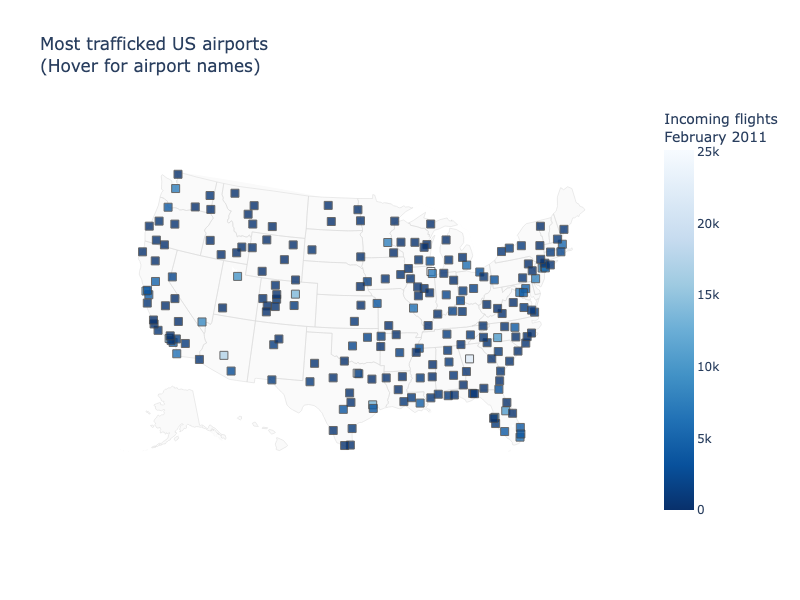 Most trafficked US airports
(Hover for airport names)
Incoming flights
February 2011
25k
20k
15k
10k
5k
0